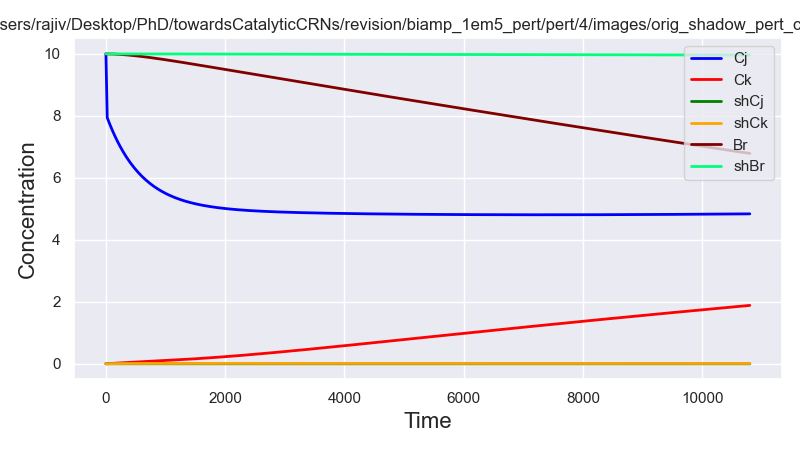 sers/rajiv/Desktop/PhD/towardsCatalyticCRNs/revision/biamp_1em5_pert/pert/4/images/orig_shadow_pert_c
10
8
6
4
2
0
Concentration
Cj
Ck
shCj
shCk
Br
shBr
0 2000 4000 6000 8000 10000
Time